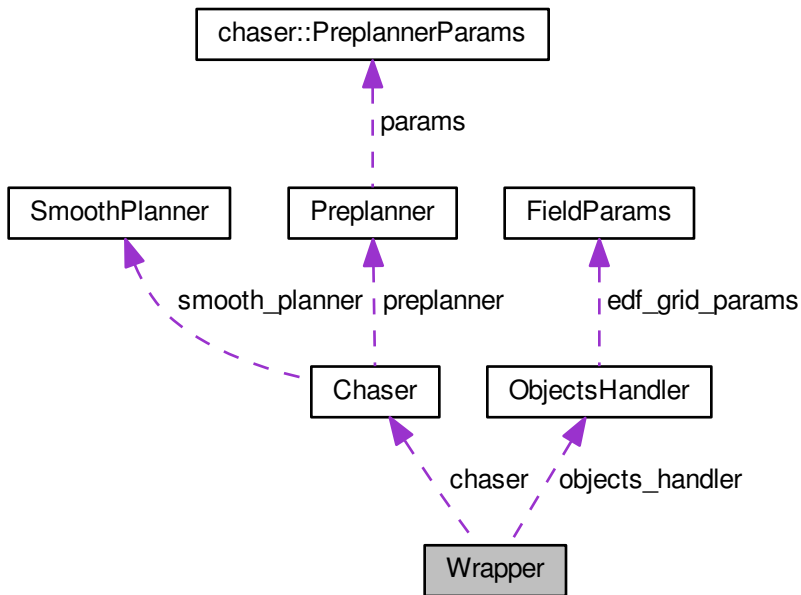 chaser::PreplannerParams
params
SmoothPlanner
Preplanner
FieldParams
smooth_planner
preplanner
edf_grid_params
Chaser
ObjectsHandler
chaser
objects_handler
Wrapper